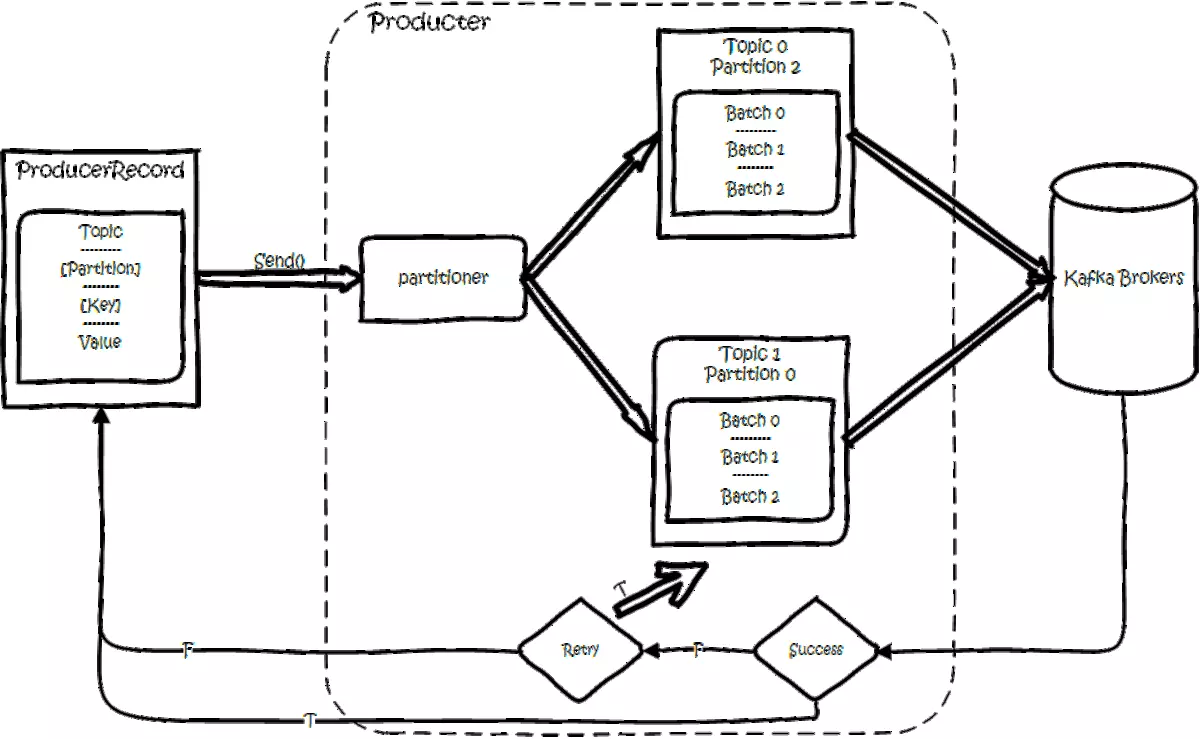 Producter
Topic 0
Partition 2
Batch 0
---------
Batch 1
--------
Batch 2
ProducerRecord
Topic
---------
[Partition]
--------
[Key]
--------
Value
Send()
partitioner
Kafka Brokers
Topic 1
Partition 0
Batch 0
---------
Batch 1
--------
Batch 2
T
F
Retry
F
Success
T